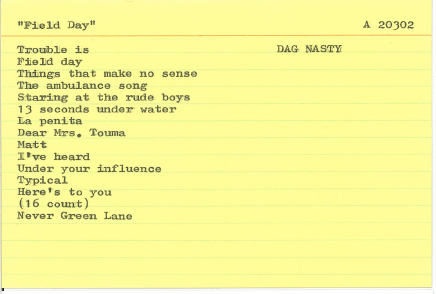 "Field Day" A 20302
Trouble is DAG NASTY
Field day
Things that make no sense
The ambulance song
Staring at the rude boys
13 seconds under water
La penita
Dear Mrs. Touma
Matt
I've heard
Under your influence
Typical
Here's to you
(16 count)
Never Green Lane